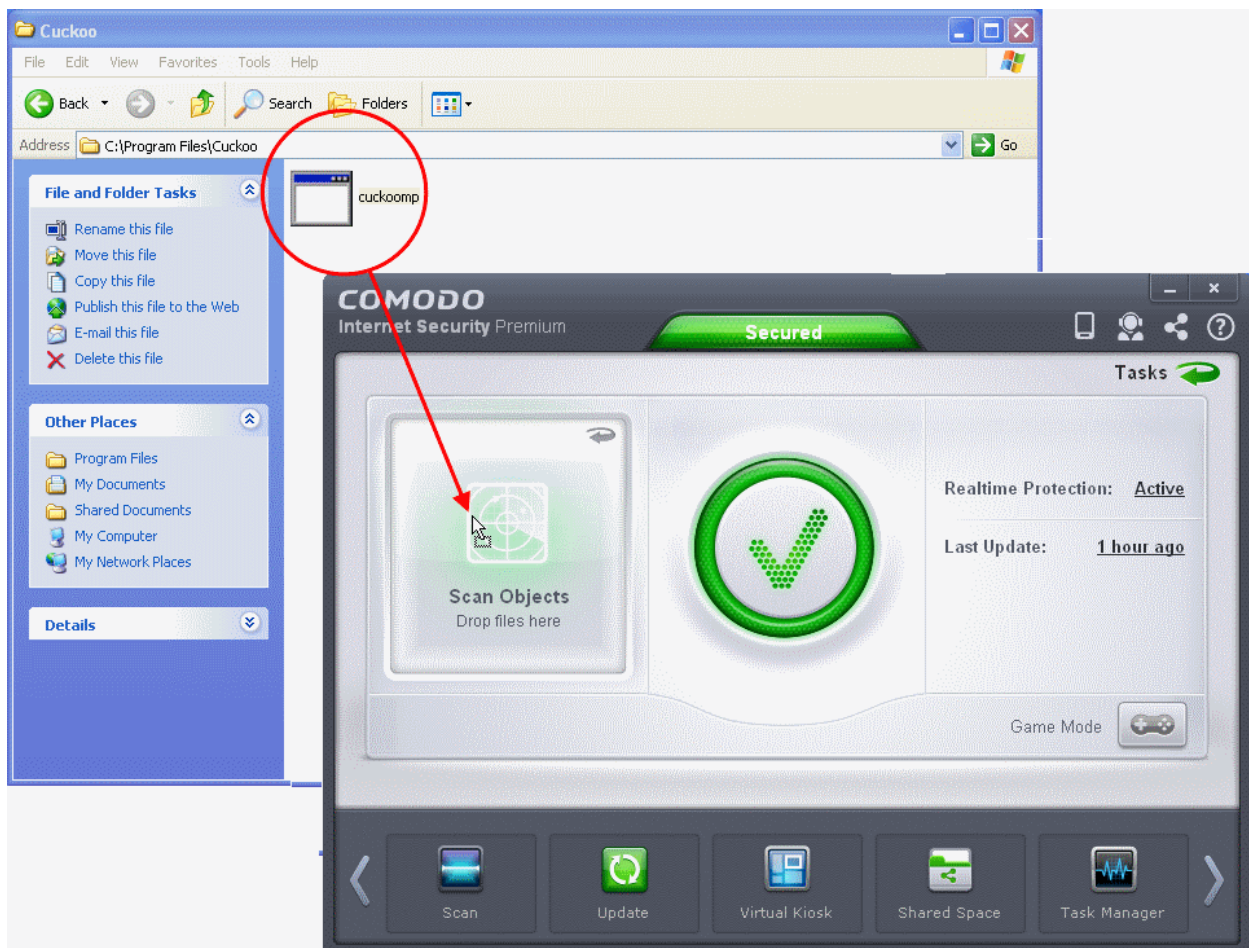 Cuckoo
File Edit View Favorites Tools Help
Back Search Folders
Address C:\Program Files\Cuckoo Go
File and Folder Tasks
cuckoomp
Rename this file
Move this file
Copy this file
Publish this file to the Web
E-mail this file
Delete this file
Other Places
Program Files
My Documents
Shared Documents
My Computer
My Network Places
Details
COMODO
Internet Security Premium
Secured
Tasks
Scan Objects
Drop files here
Realtime Protection: Active
Last Update: 1 hour ago
Game Mode
Scan Update Virtual Kiosk Shared Space Task Manager